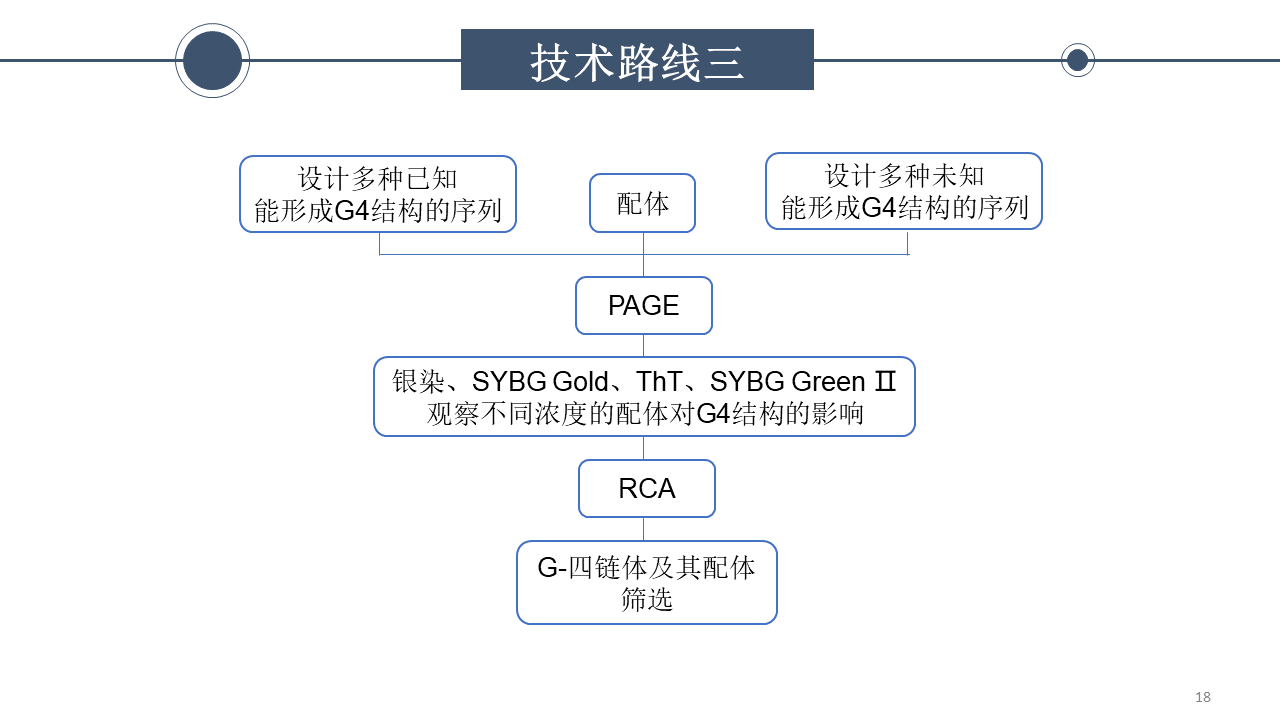 技术路线三
设计多种已知
能形成G4结构的序列
配体
设计多种未知
能形成G4结构的序列
PAGE
银染、SYBG Gold、ThT、SYBG Green Ⅱ
观察不同浓度的配体对G4结构的影响
RCA
G-四链体及其配体
筛选
18